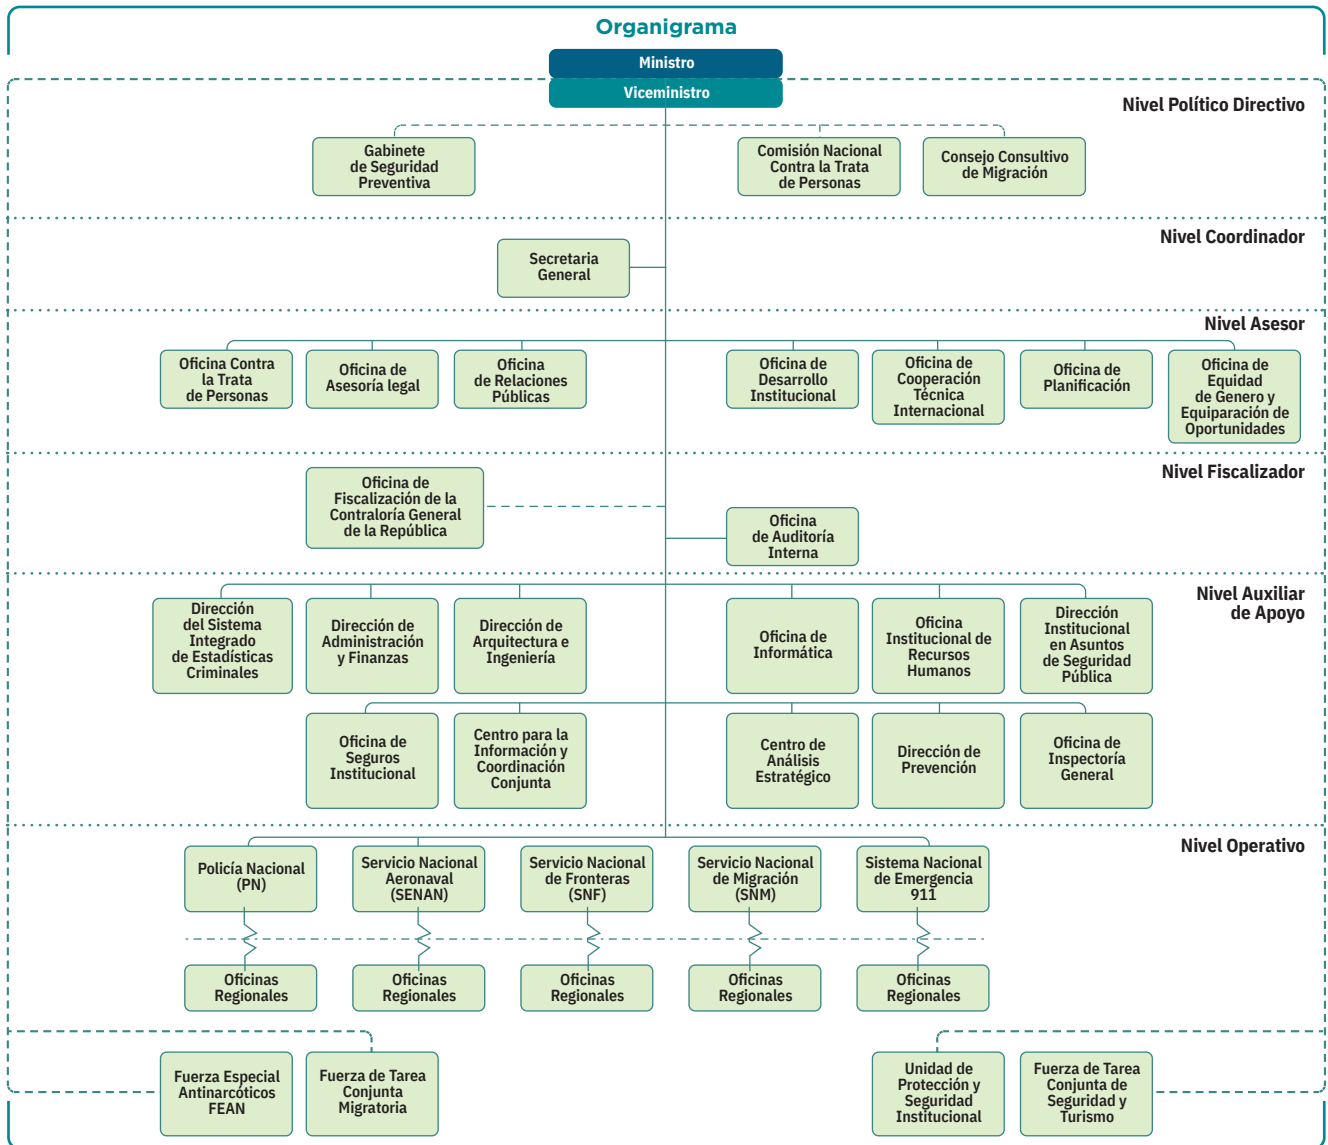 Organigrama
Ministro
Viceministro
Nivel Político Directivo
Gabinete
de Seguridad
Preventiva
Comisión Nacional
Contra la Trata
de Personas
Consejo Consultivo
de Migración
Nivel Coordinador
Secretaria
General
Nivel Asesor
Oficina Contra
la Trata
de Personas
Oficina de
Asesoría legal
Oficina
de Relaciones
Públicas
Oficina de
Desarrollo
Institucional
Oficina de
Cooperación
Técnica
Internacional
Oficina de
Planificación
Oficina de
Equidad
de Genero y
Equiparación de
Oportunidades
Nivel Fiscalizador
Oficina de
Fiscalización de la
Contraloría General
de la República
Oficina
de Auditoría
Interna
Nivel Auxiliar
de Apoyo
Dirección
del Sistema
Integrado
de Estadísticas
Criminales
Dirección de
Administración
y Finanzas
Dirección de
Arquitectura e
Ingeniería
Oficina de
Informática
Oficina
Institucional de
Recursos
Humanos
Dirección
Institucional
en Asuntos
de Seguridad
Pública
Oficina de
Seguros
Institucional
Centro para la
Información y
Coordinación
Conjunta
Centro de
Análisis
Estratégico
Dirección de
Prevención
Oficina de
Inspectoría
General
Nivel Operativo
Policía Nacional
(PN)
Servicio Nacional
Aeronaval
(SENAN)
Servicio Nacional
de Fronteras
(SNF)
Servicio Nacional
de Migración
(SNM)
Sistema Nacional
de Emergencia
911
Oficinas
Regionales
Oficinas
Regionales
Oficinas
Regionales
Oficinas
Regionales
Oficinas
Regionales
Fuerza Especial
Antinarcóticos
FEAN
Fuerza de Tarea
Conjunta
Migratoria
Unidad de
Protección y
Seguridad
Institucional
Fuerza de Tarea
Conjunta de
Seguridad y
Turismo